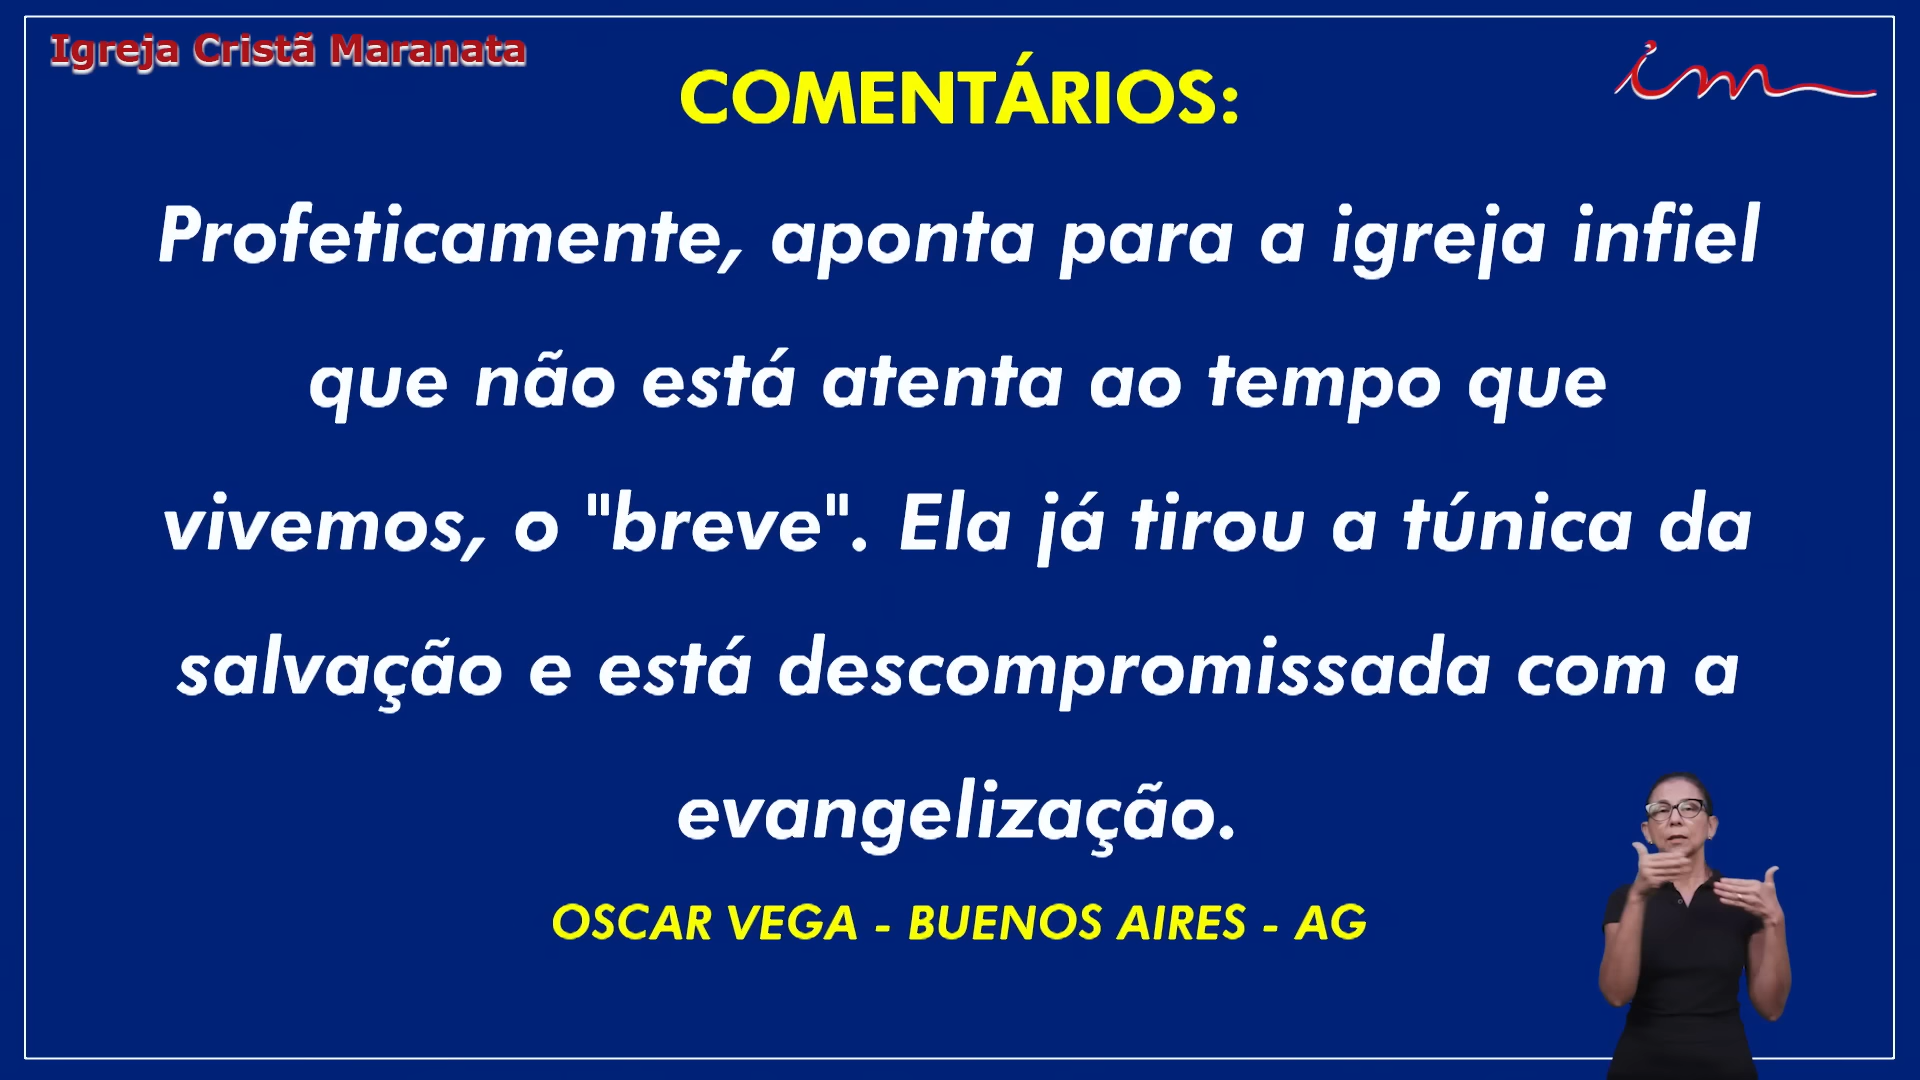 Igreja Cristã Maranata
im
COMENTÁRIOS:
Profeticamente, aponta para a igreja infiel
que não está atenta ao tempo que
vivemos, o "breve". Ela já tirou a túnica da
salvação e está descompromissada com a
evangelização.
OSCAR VEGA - BUENOS AIRES - AG